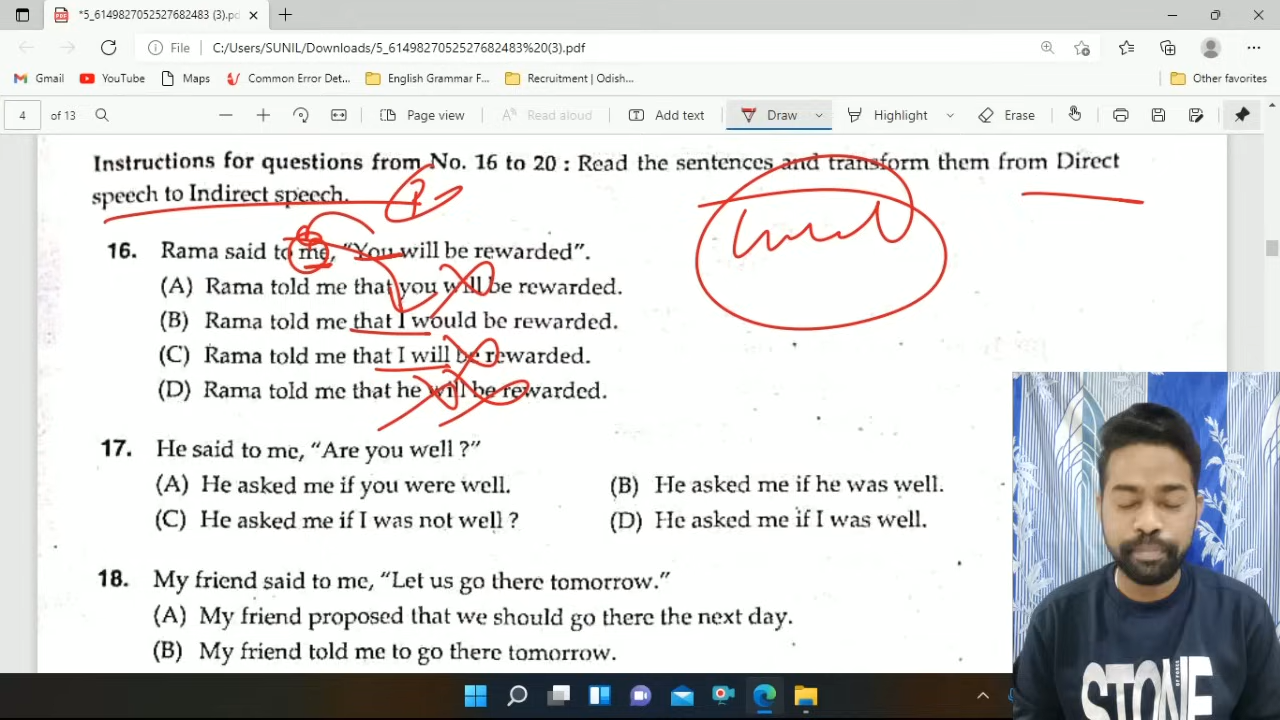 *5_6149827052527682483 (3).pd
File C:/Users/SUNIL/Downloads/5_6149827052527682483%20(3).pdf
Gmail YouTube Maps Common Error Det... English Grammar F... Recruitment | Odish... Other favorites
4 of 13 Page view Read aloud Add text Draw Highlight Erase
Instructions for questions from No. 16 to 20 : Read the sentences and transform them from Direct
speech to Indirect speech.
16. Rama said to me, “You will be rewarded”.
(A) Rama told me that you will be rewarded.
(B) Rama told me that I would be rewarded.
(C) Rama told me that I will be rewarded.
(D) Rama told me that he will be rewarded.
17. He said to me, “Are you well ?”
(A) He asked me if you were well. (B) He asked me if he was well.
(C) He asked me if I was not well ? (D) He asked me if I was well.
18. My friend said to me, “Let us go there tomorrow.”
(A) My friend proposed that we should go there the next day.
(B) My friend told me to go there tomorrow.
STONE